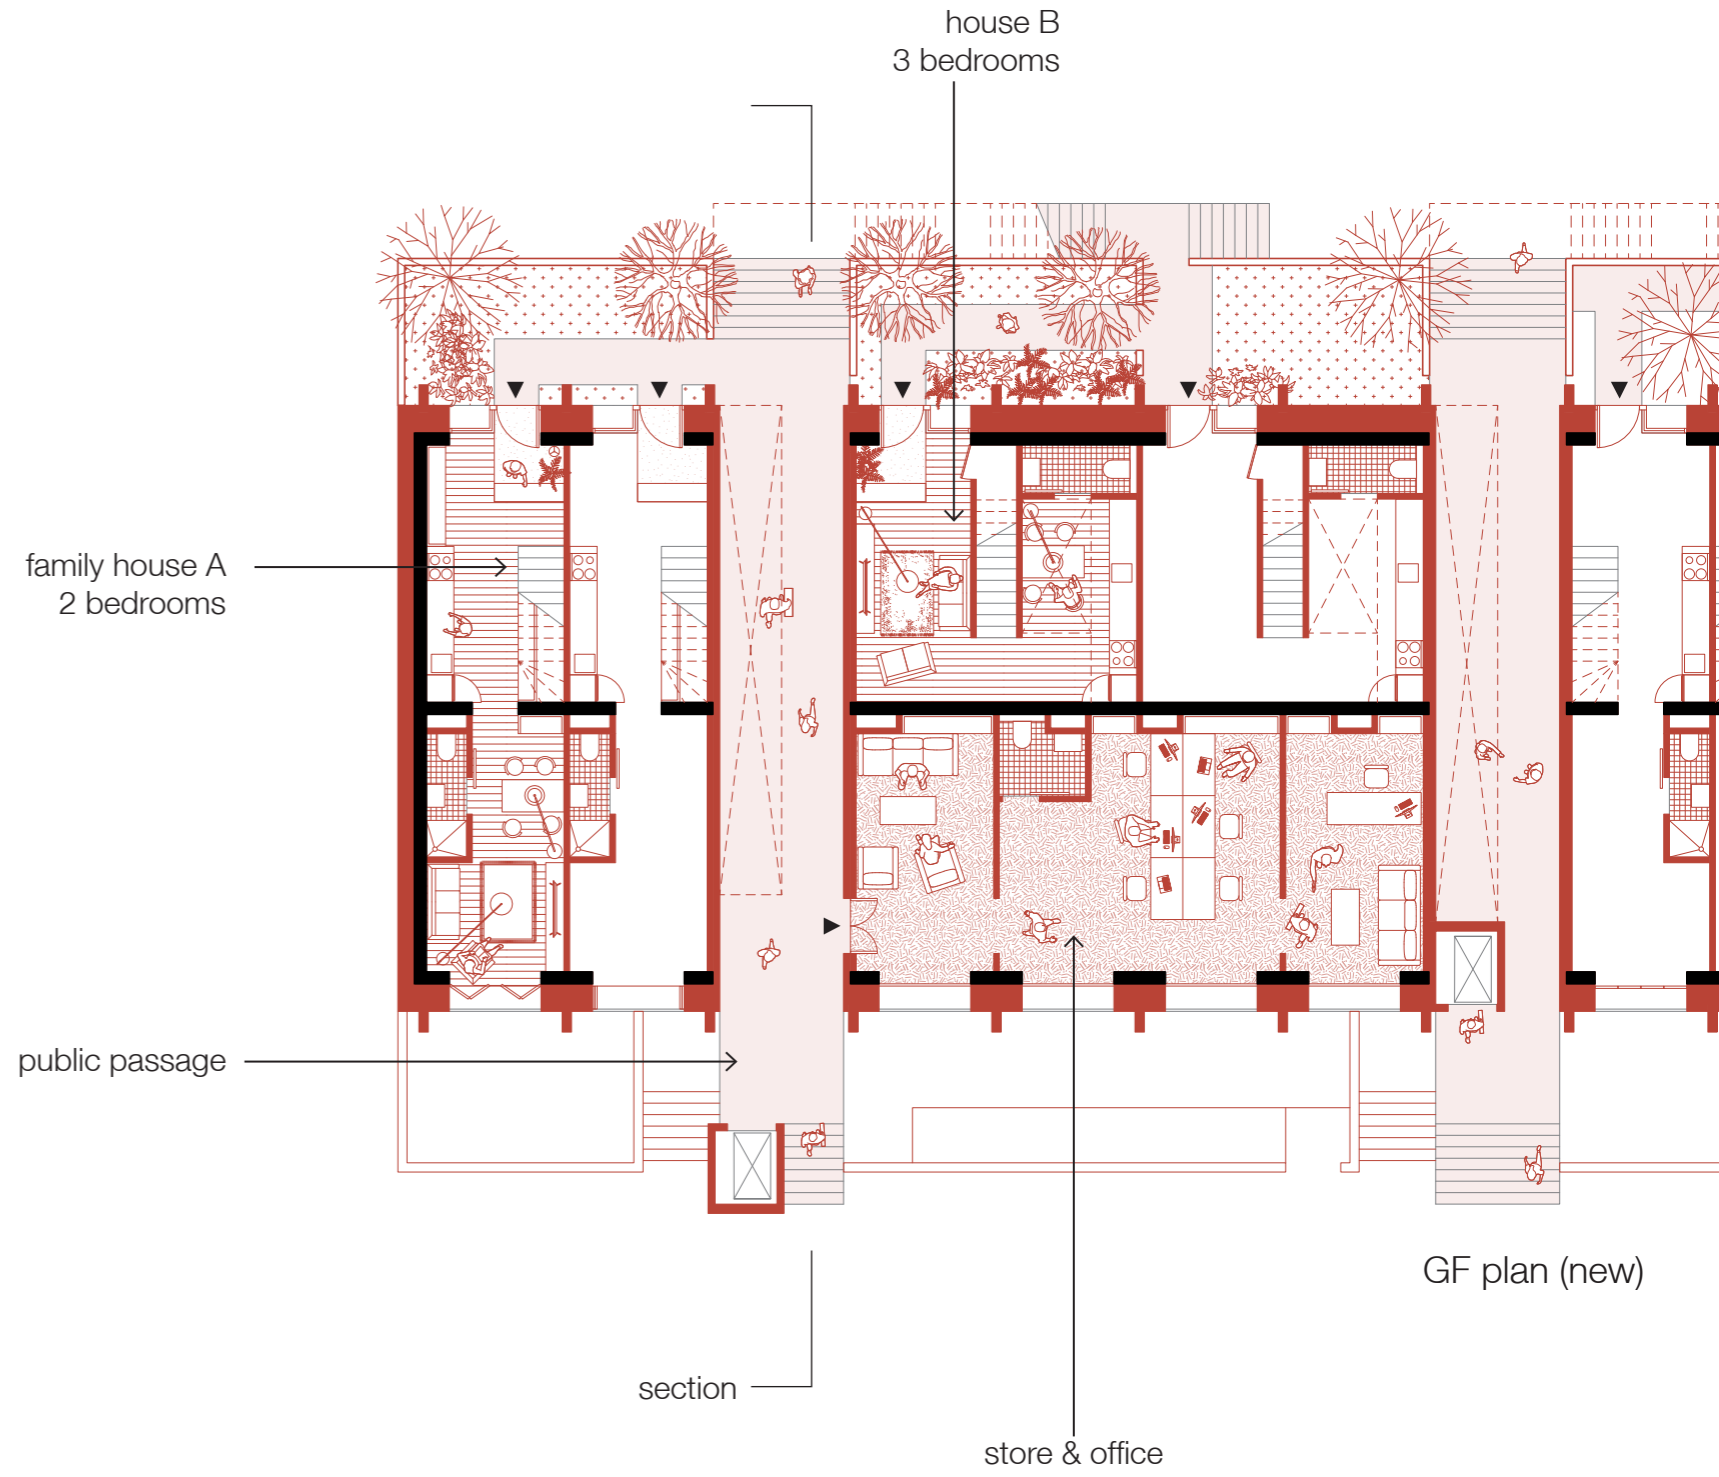 house B
3 bedrooms
family house A
2 bedrooms
public passage
GF plan (new)
section
store & office